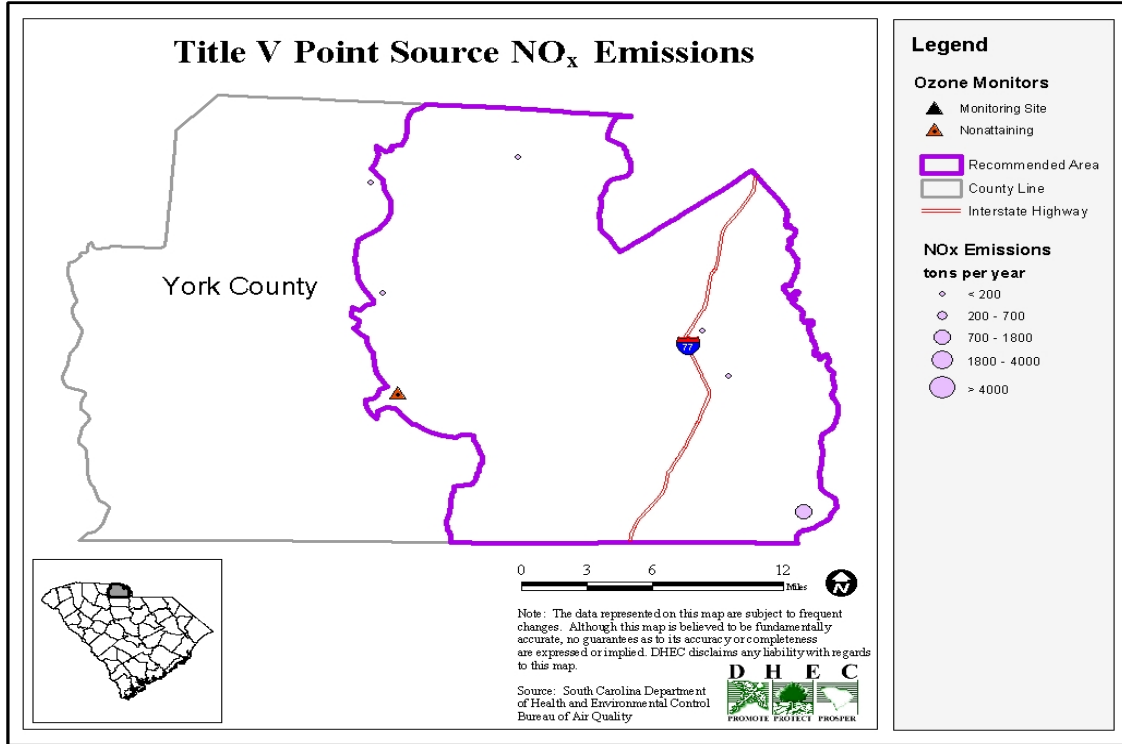 Title V Point Source NOx Emissions
York County
77
0 3 6 12
Miles
N
Note: The data represented on this map are subject to frequent
changes. Although this map is believed to be fundamentally
accurate, no guarantees as to its accuracy or completeness
are expressed or implied. DHEC disclaims any liability with regards
to this map.
Source: South Carolina Department
of Health and Environmental Control
Bureau of Air Quality
D H E C
PROMOTE PROTECT PROSPER
Legend
Ozone Monitors
Monitoring Site
Nonattaining
Recommended Area
County Line
Interstate Highway
NOx Emissions
tons per year
< 200
200 - 700
700 - 1800
1800 - 4000
> 4000